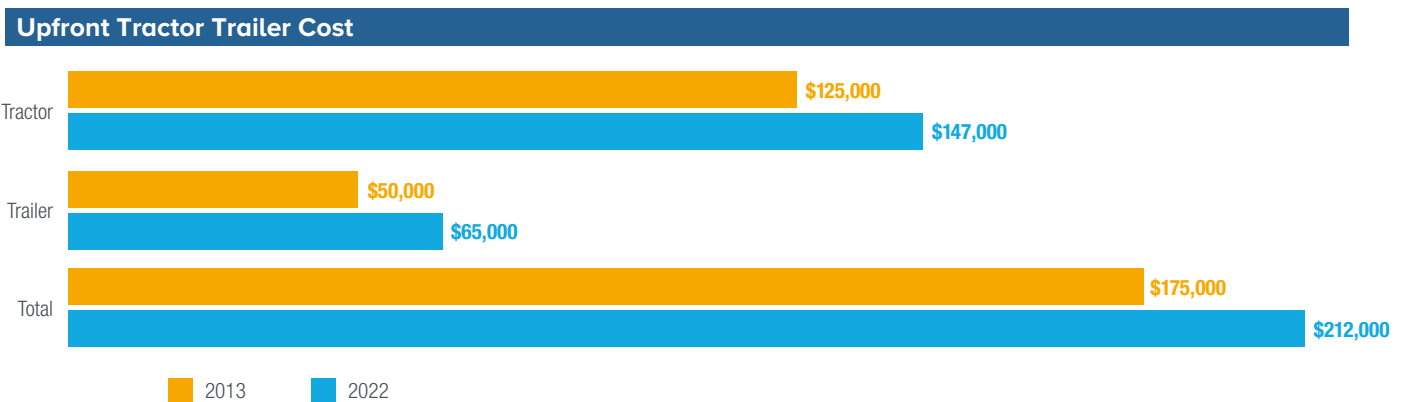 Upfront Tractor Trailer Cost
Tractor
$125,000
$147,000
Trailer
$50,000
$65,000
Total
$175,000
$212,000
2013 2022